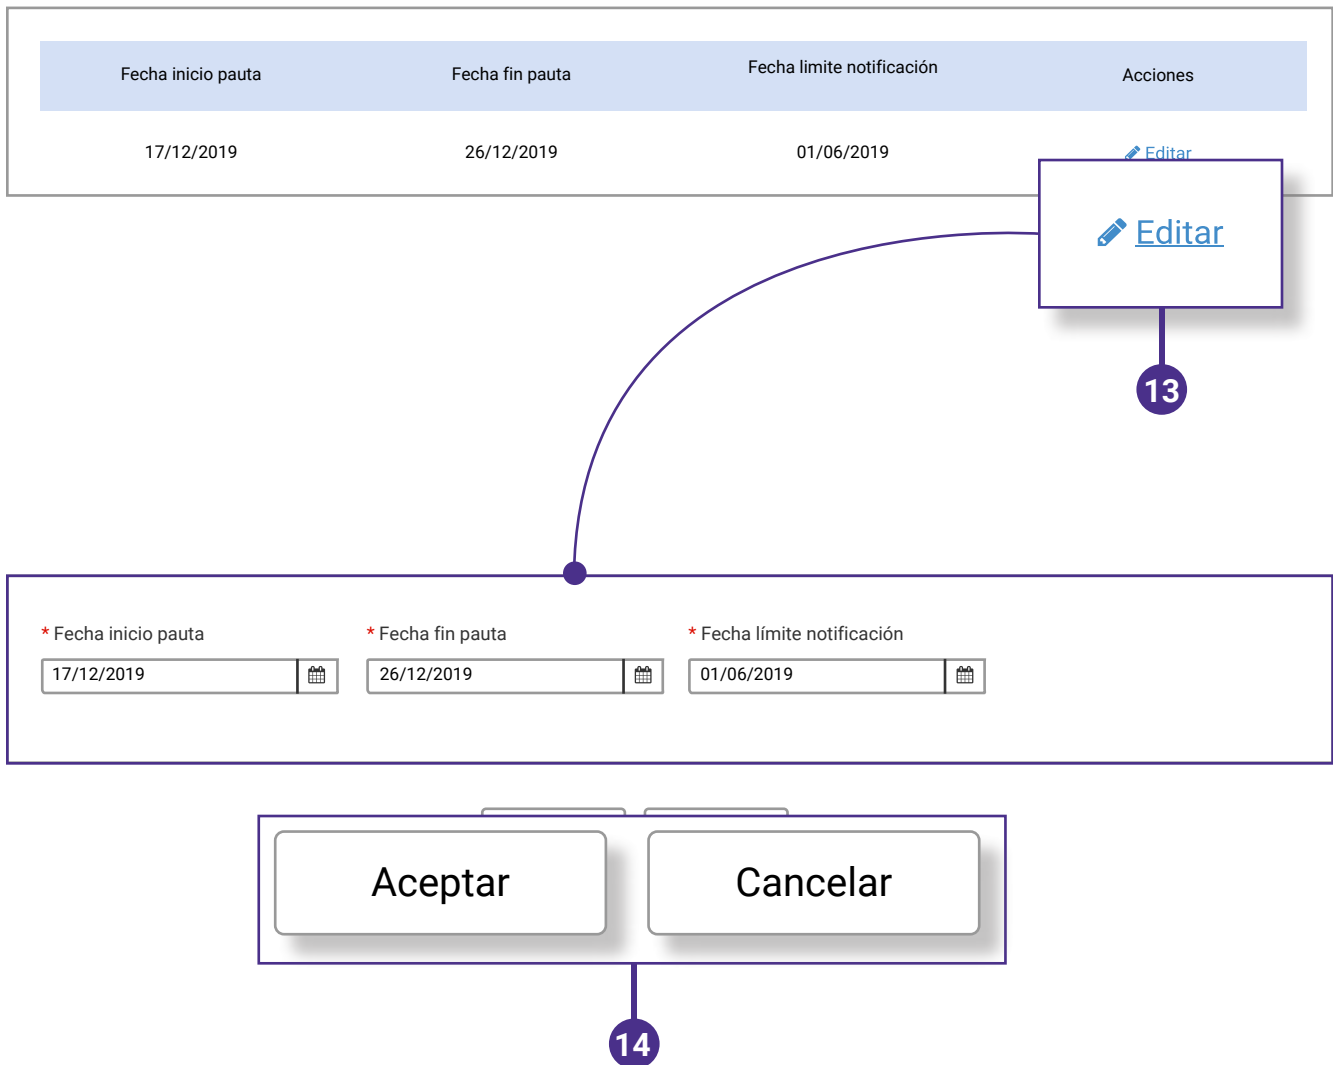 Fecha inicio pauta Fecha fin pauta Fecha limite notificación Acciones
17/12/2019 26/12/2019 01/06/2019 Editar
Editar
13
* Fecha inicio pauta * Fecha fin pauta * Fecha límite notificación
17/12/2019 26/12/2019 01/06/2019
Aceptar Cancelar
14